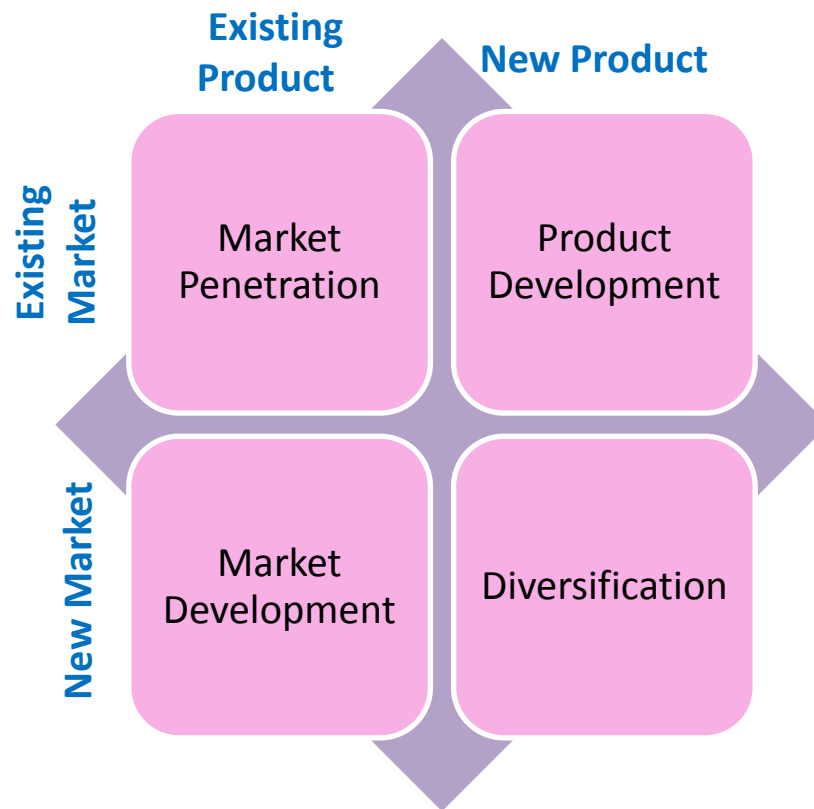 Existing
Product
New Product
Existing
Market
Market
Penetration
Product
Development
New Market
Market
Development
Diversification